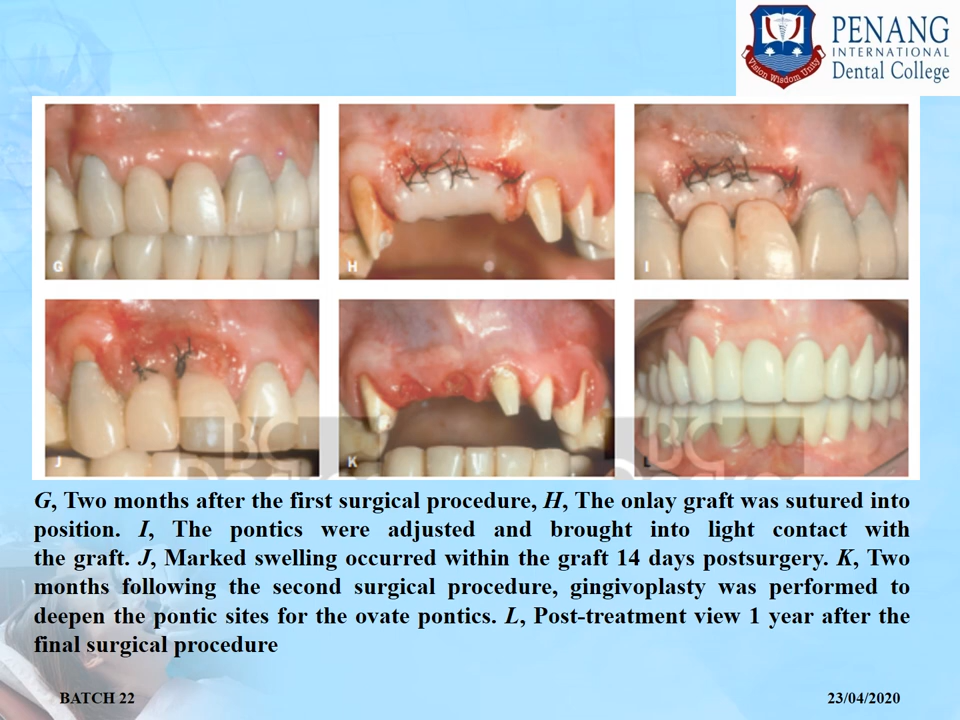 PENANG
INTERNATIONAL
Dental College
Vision Wisdom Unity
G
H
I
J
K
L
G, Two months after the first surgical procedure, H, The onlay graft was sutured into
position. I, The pontics were adjusted and brought into light contact with
the graft. J, Marked swelling occurred within the graft 14 days postsurgery. K, Two
months following the second surgical procedure, gingivoplasty was performed to
deepen the pontic sites for the ovate pontics. L, Post-treatment view 1 year after the
final surgical procedure
BATCH 22
23/04/2020